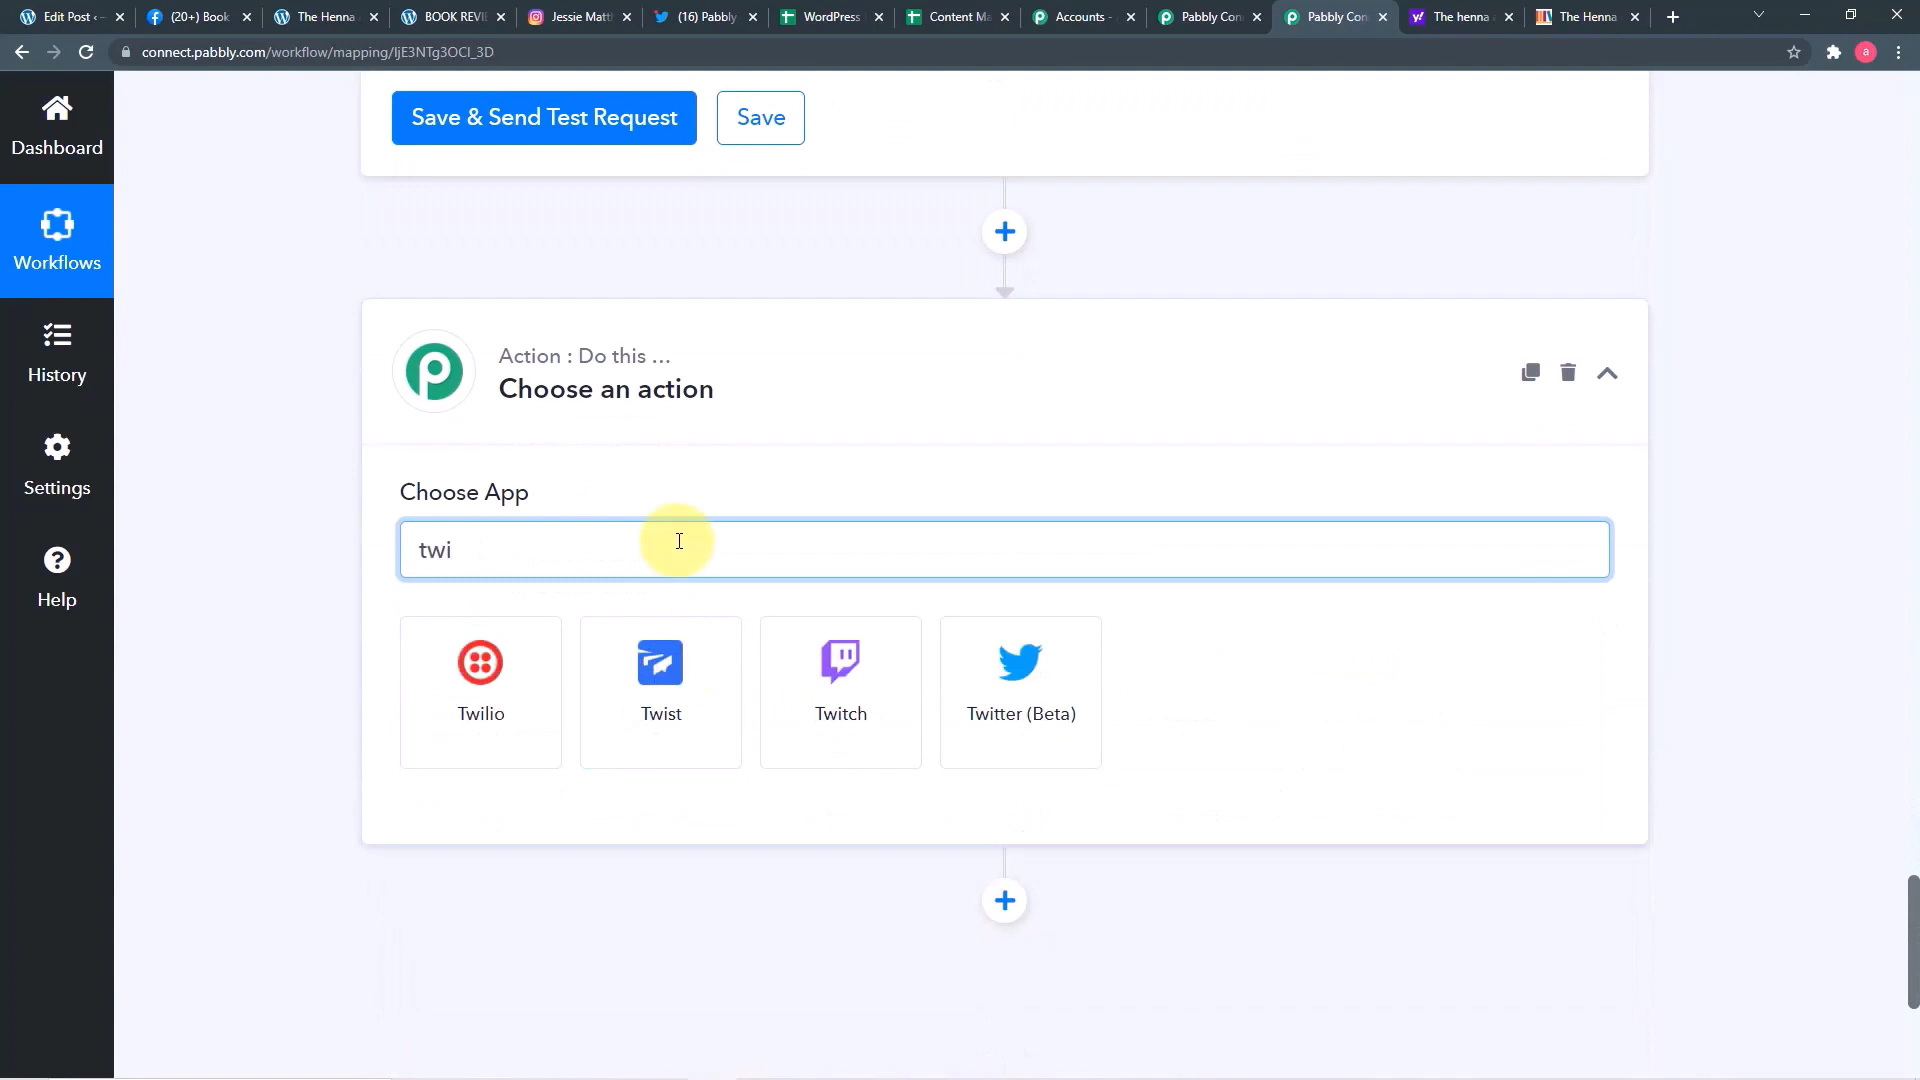 Edit Post ‹
(20+) Book
The Henna
BOOK REVI
Jessie Matt
(16) Pabbly
WordPress
Content Ma
Accounts -
Pabbly Con
Pabbly Con
The henna
The Henna
connect.pabbly.com/workflow/mapping/IjE3NTg3OCI_3D
a
Dashboard
Workflows
History
Settings
Help
Save & Send Test Request
Save
Action : Do this ...
Choose an action
Choose App
twi
Twilio
Twist
Twitch
Twitter (Beta)